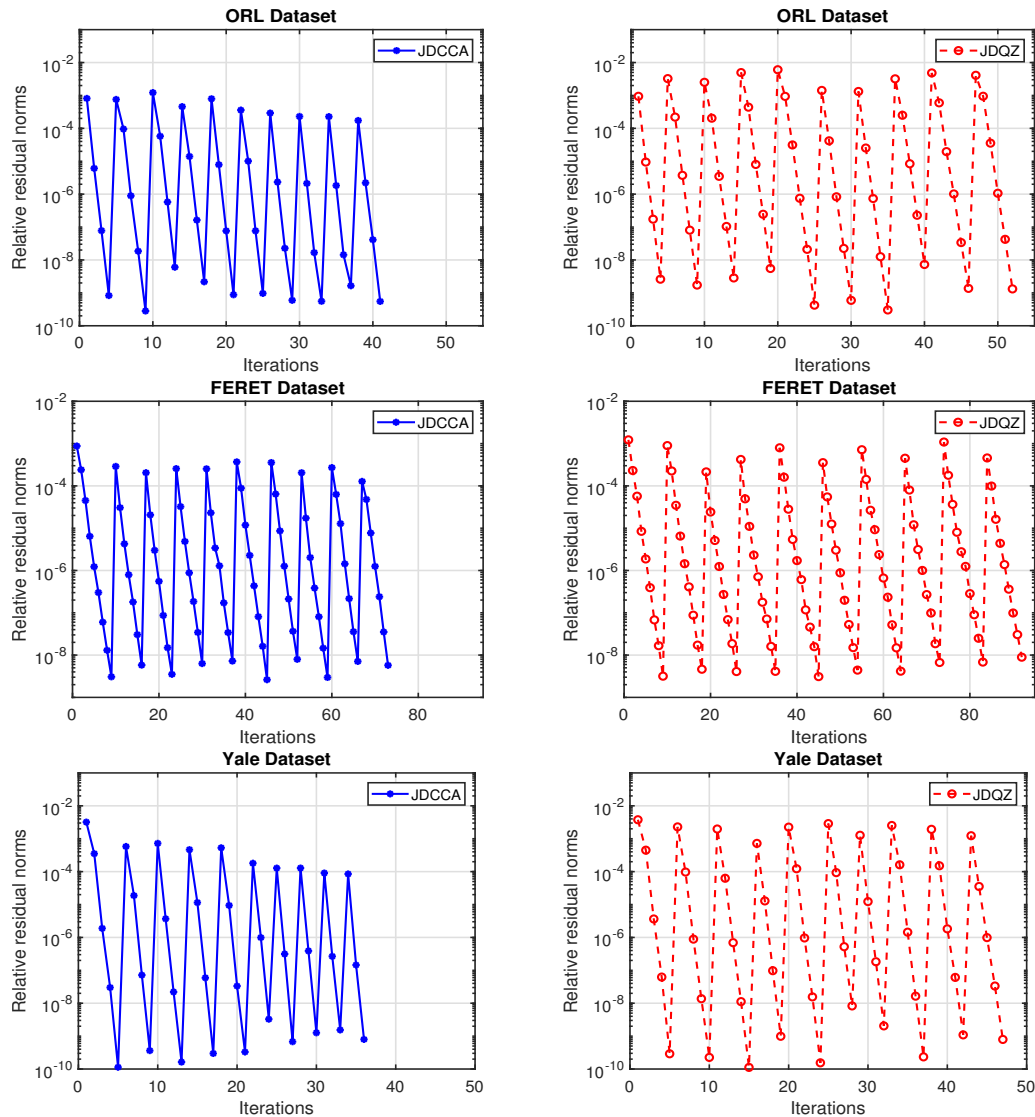 ORL Dataset
JDCCA
Relative residual norms
10^-2
10^-4
10^-6
10^-8
10^-10
0 10 20 30 40 50
Iterations
ORL Dataset
JDQZ
Relative residual norms
10^-2
10^-4
10^-6
10^-8
10^-10
0 10 20 30 40 50
Iterations
FERET Dataset
JDCCA
Relative residual norms
10^-2
10^-4
10^-6
10^-8
0 20 40 60 80
Iterations
FERET Dataset
JDQZ
Relative residual norms
10^-2
10^-4
10^-6
10^-8
0 20 40 60 80
Iterations
Yale Dataset
JDCCA
Relative residual norms
10^-2
10^-4
10^-6
10^-8
10^-10
0 10 20 30 40 50
Iterations
Yale Dataset
JDQZ
Relative residual norms
10^-2
10^-4
10^-6
10^-8
10^-10
0 10 20 30 40 50
Iterations